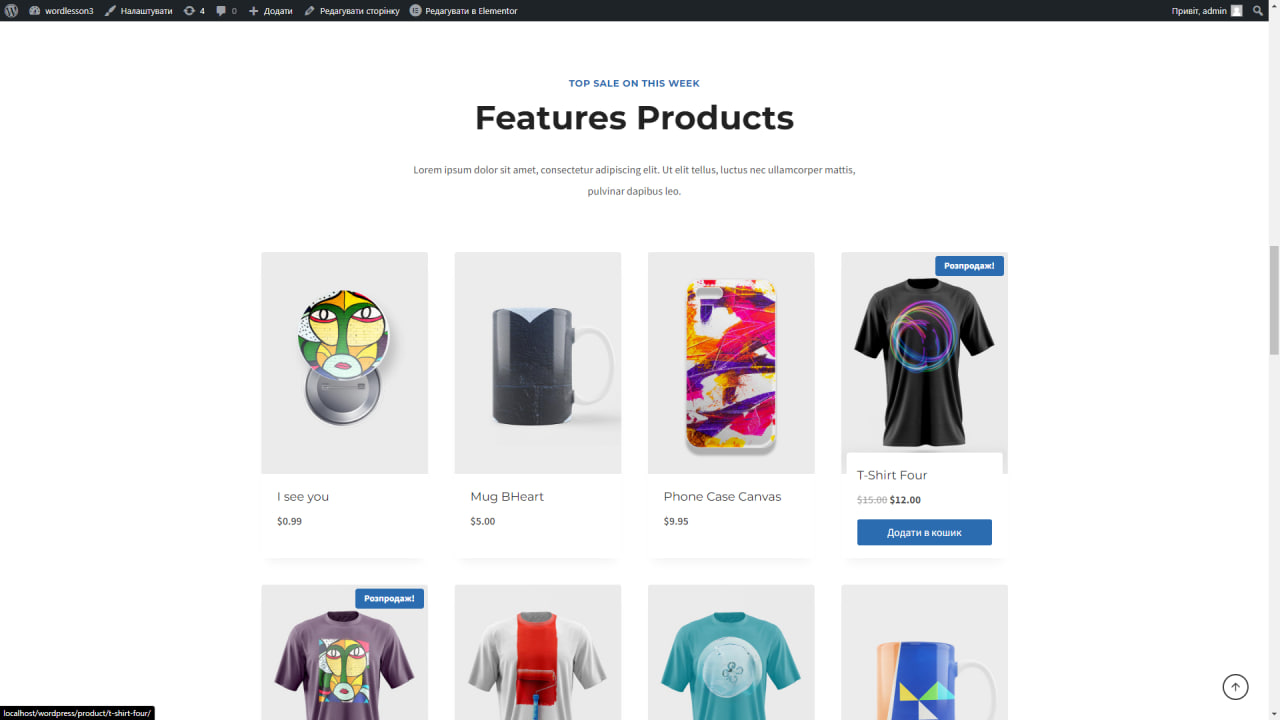 wordlesson3
Налаштувати
4
0
Додати
Редагувати сторінку
Редагувати в Elementor
Привіт, admin
TOP SALE ON THIS WEEK
Features Products
Lorem ipsum dolor sit amet, consectetur adipiscing elit. Ut elit tellus, luctus nec ullamcorper mattis,
pulvinar dapibus leo.
Розпродаж!
I see you
$0.99
Mug BHeart
$5.00
Phone Case Canvas
$9.95
T-Shirt Four
$15.00 $12.00
Додати в кошик
Розпродаж!
localhost/wordpress/product/t-shirt-four/